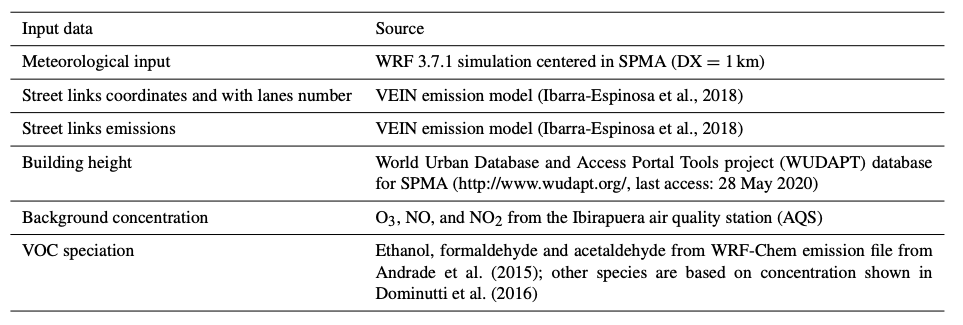 Input data Source
Meteorological input WRF 3.7.1 simulation centered in SPMA (DX = 1 km)
Street links coordinates and with lanes number VEIN emission model (Ibarra-Espinosa et al., 2018)
Street links emissions VEIN emission model (Ibarra-Espinosa et al., 2018)
Building height World Urban Database and Access Portal Tools project (WUDAPT) database
for SPMA (http://www.wudapt.org/, last access: 28 May 2020)
Background concentration O₃, NO, and NO₂ from the Ibirapuera air quality station (AQS)
VOC speciation Ethanol, formaldehyde and acetaldehyde from WRF-Chem emission file from
Andrade et al. (2015); other species are based on concentration shown in
Dominutti et al. (2016)